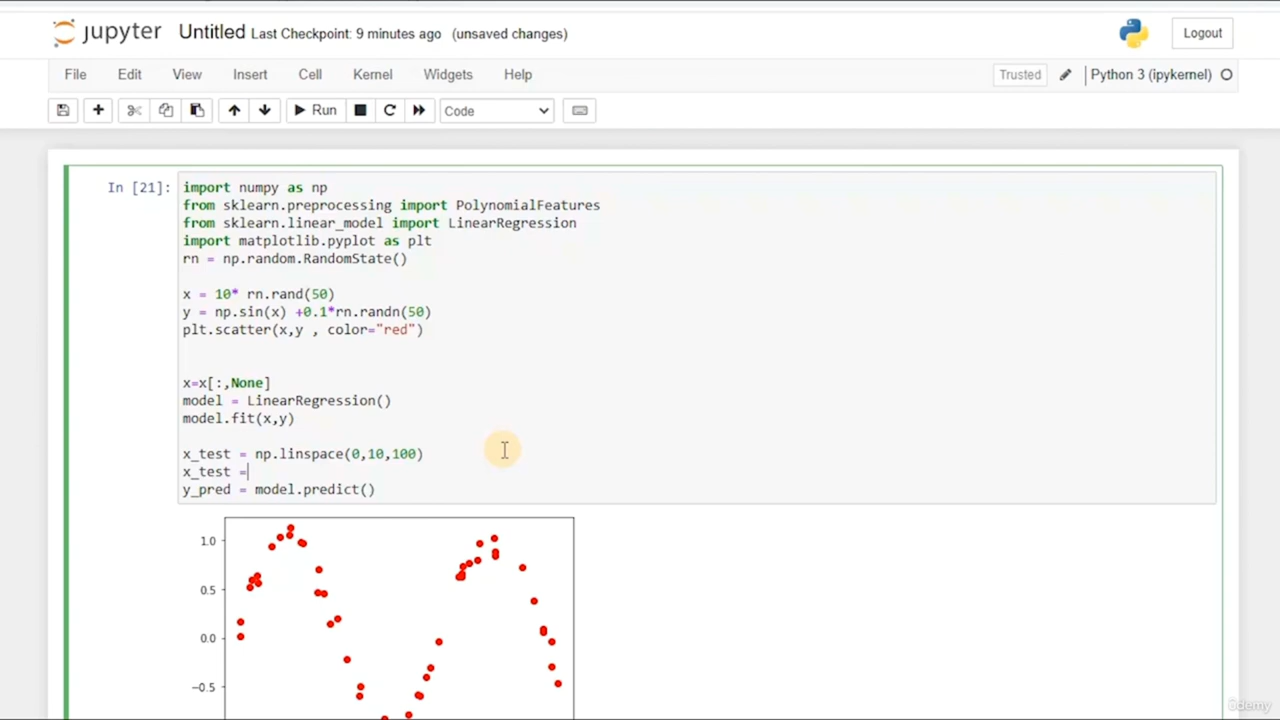 jupyter Untitled Last Checkpoint: 9 minutes ago (unsaved changes) Logout
File Edit View Insert Cell Kernel Widgets Help Trusted Python 3 (ipykernel)
Run Code
In [21]:
import numpy as np
from sklearn.preprocessing import PolynomialFeatures
from sklearn.linear_model import LinearRegression
import matplotlib.pyplot as plt
rn = np.random.RandomState()
x = 10* rn.rand(50)
y = np.sin(x) +0.1*rn.randn(50)
plt.scatter(x,y , color="red")
x=x[:,None]
model = LinearRegression()
model.fit(x,y)
x_test = np.linspace(0,10,100)
x_test =
y_pred = model.predict()
1.0
0.5
0.0
−0.5
ûdemy